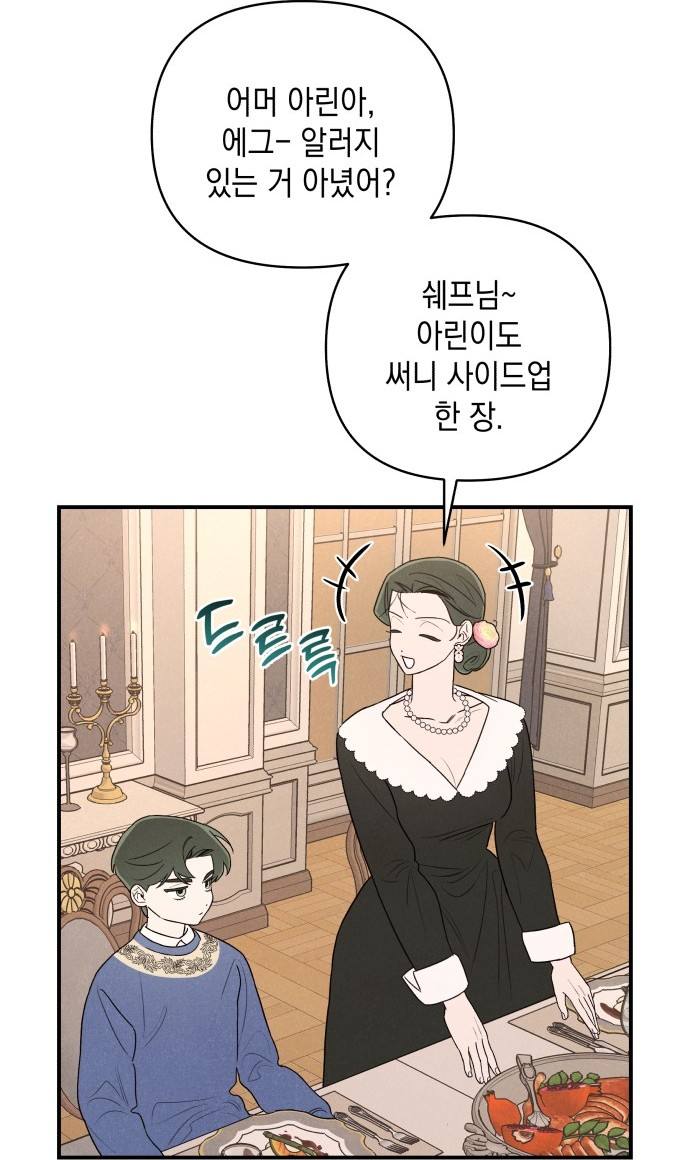 어머 아린아,
에그- 알러지
있는 거 아녔어?
쉐프님~
아린이도
써니 사이드업
한 장.
드르륵